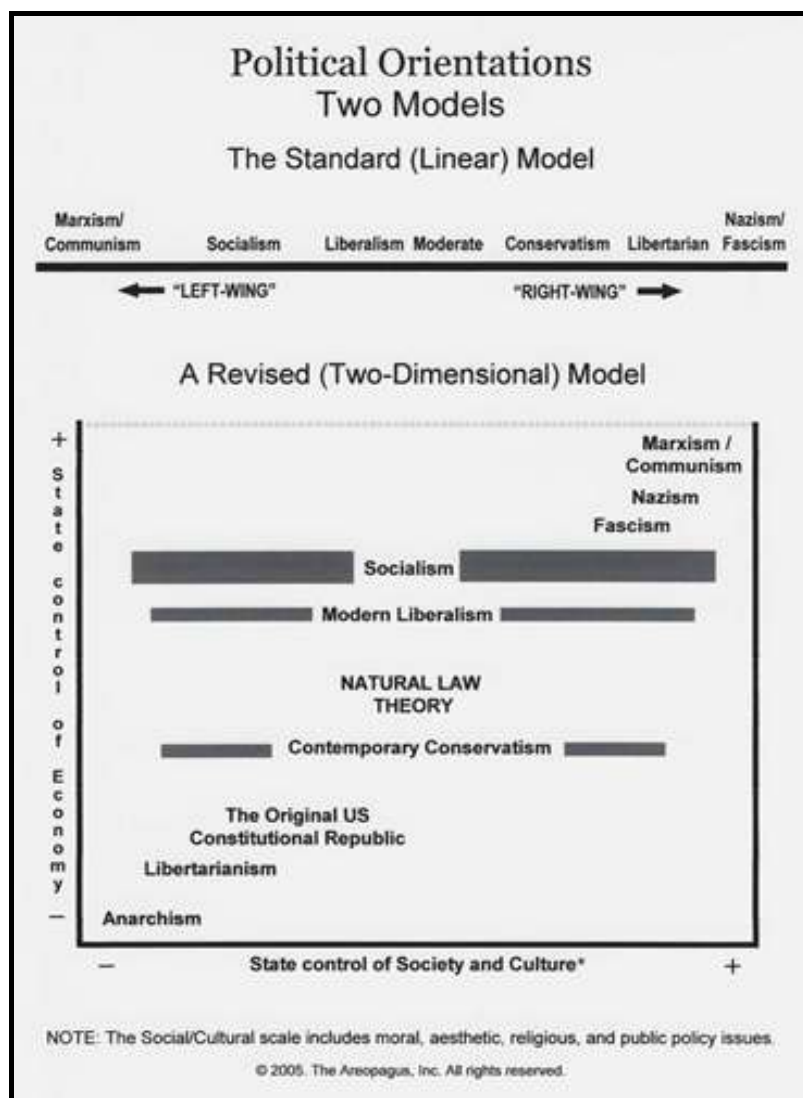 Political Orientations
Two Models
The Standard (Linear) Model
Marxism/
Communism
Socialism
Liberalism
Moderate
Conservatism
Libertarian
Nazism/
Fascism
"LEFT-WING"
"RIGHT-WING"
A Revised (Two-Dimensional) Model
+
State control of Economy
−
Marxism /
Communism
Nazism
Fascism
Socialism
Modern Liberalism
NATURAL LAW
THEORY
Contemporary Conservatism
The Original US
Constitutional Republic
Libertarianism
Anarchism
− State control of Society and Culture* +
NOTE: The Social/Cultural scale includes moral, aesthetic, religious, and public policy issues.
© 2005. The Areopagus, Inc. All rights reserved.